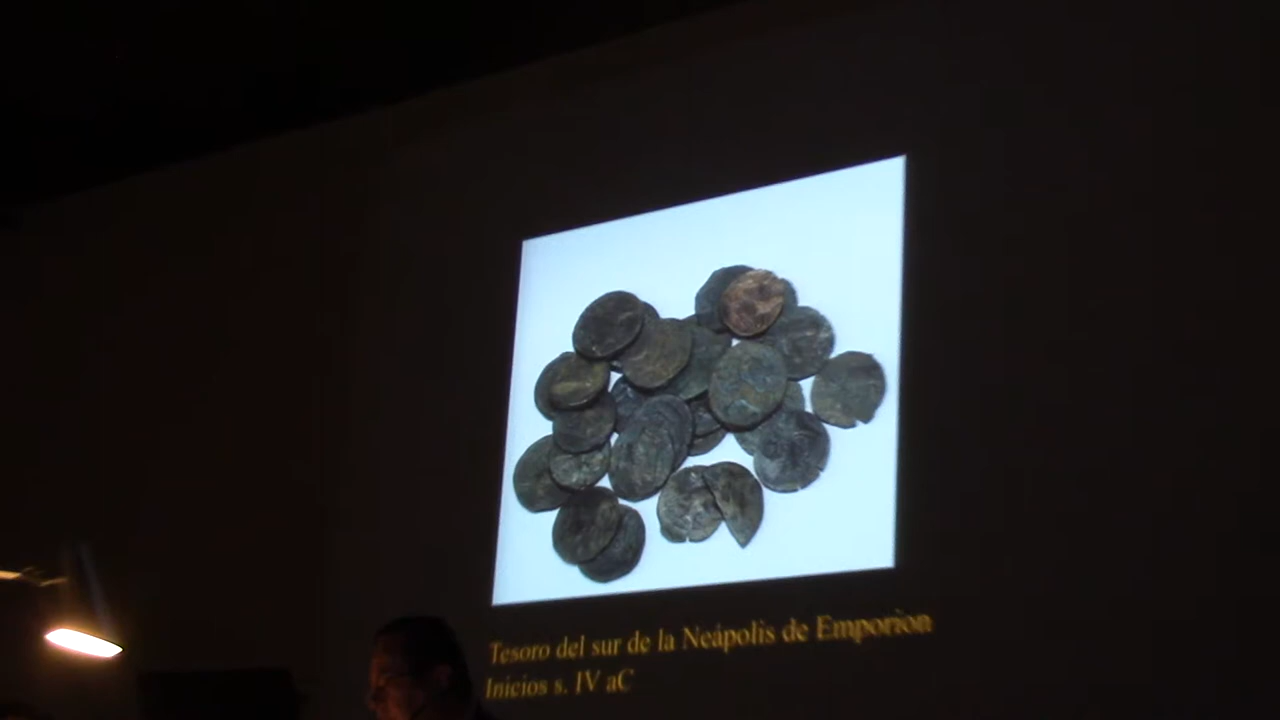 Tesoro del sur de la Neápolis de Emporion
Inicios s. IV aC